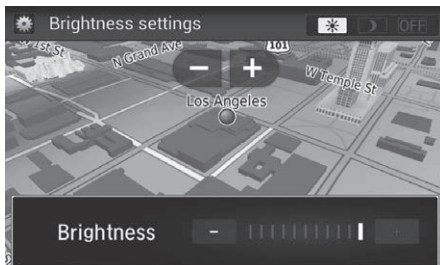 Brightness settings OFF
1st St N Grand Ave 101
W Temple St
Los Angeles
Brightness